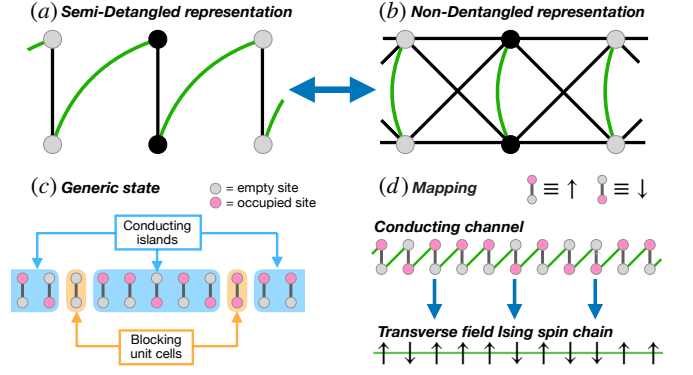 (a) Semi-Detangled representation
(b) Non-Dentangled representation
(c) Generic state
= empty site
= occupied site
Conducting
islands
Blocking
unit cells
(d) Mapping
≡ ↑ ≡ ↓
Conducting channel
Transverse field Ising spin chain
↑ ↓ ↑ ↑ ↑ ↓ ↑ ↓ ↓ ↑ ↑